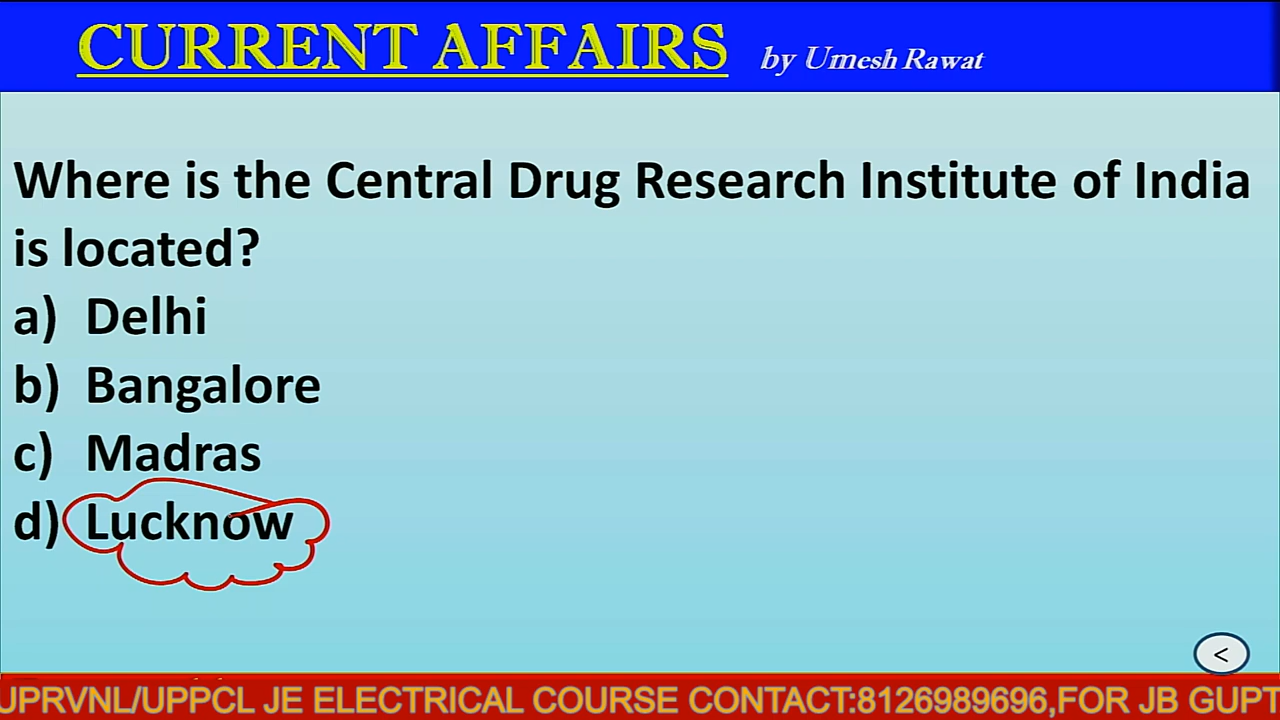 CURRENT AFFAIRS by Umesh Rawat
Where is the Central Drug Research Institute of India
is located?
a) Delhi
b) Bangalore
c) Madras
d) Lucknow
<
JPRVNL/UPPCL JE ELECTRICAL COURSE CONTACT:8126989696,FOR JB GUPT